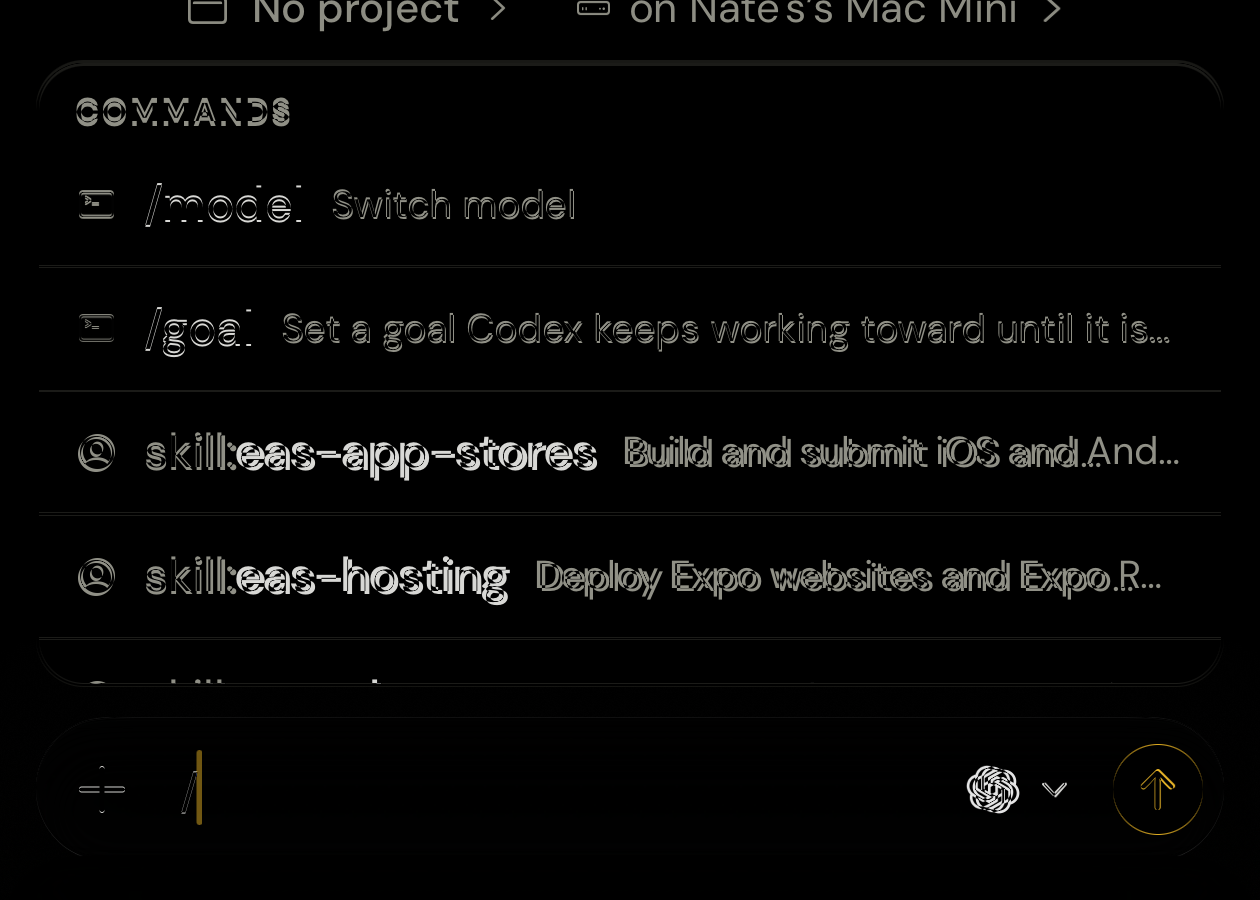 No project on Nate's's Mac Mini
COMMANDS
/model Switch model
/goal Set a goal Codex keeps working toward until it is...
skill:eas-app-stores Build and submit iOS and...And...
skill:eas-hosting Deploy Expo websites and Expo R...
/